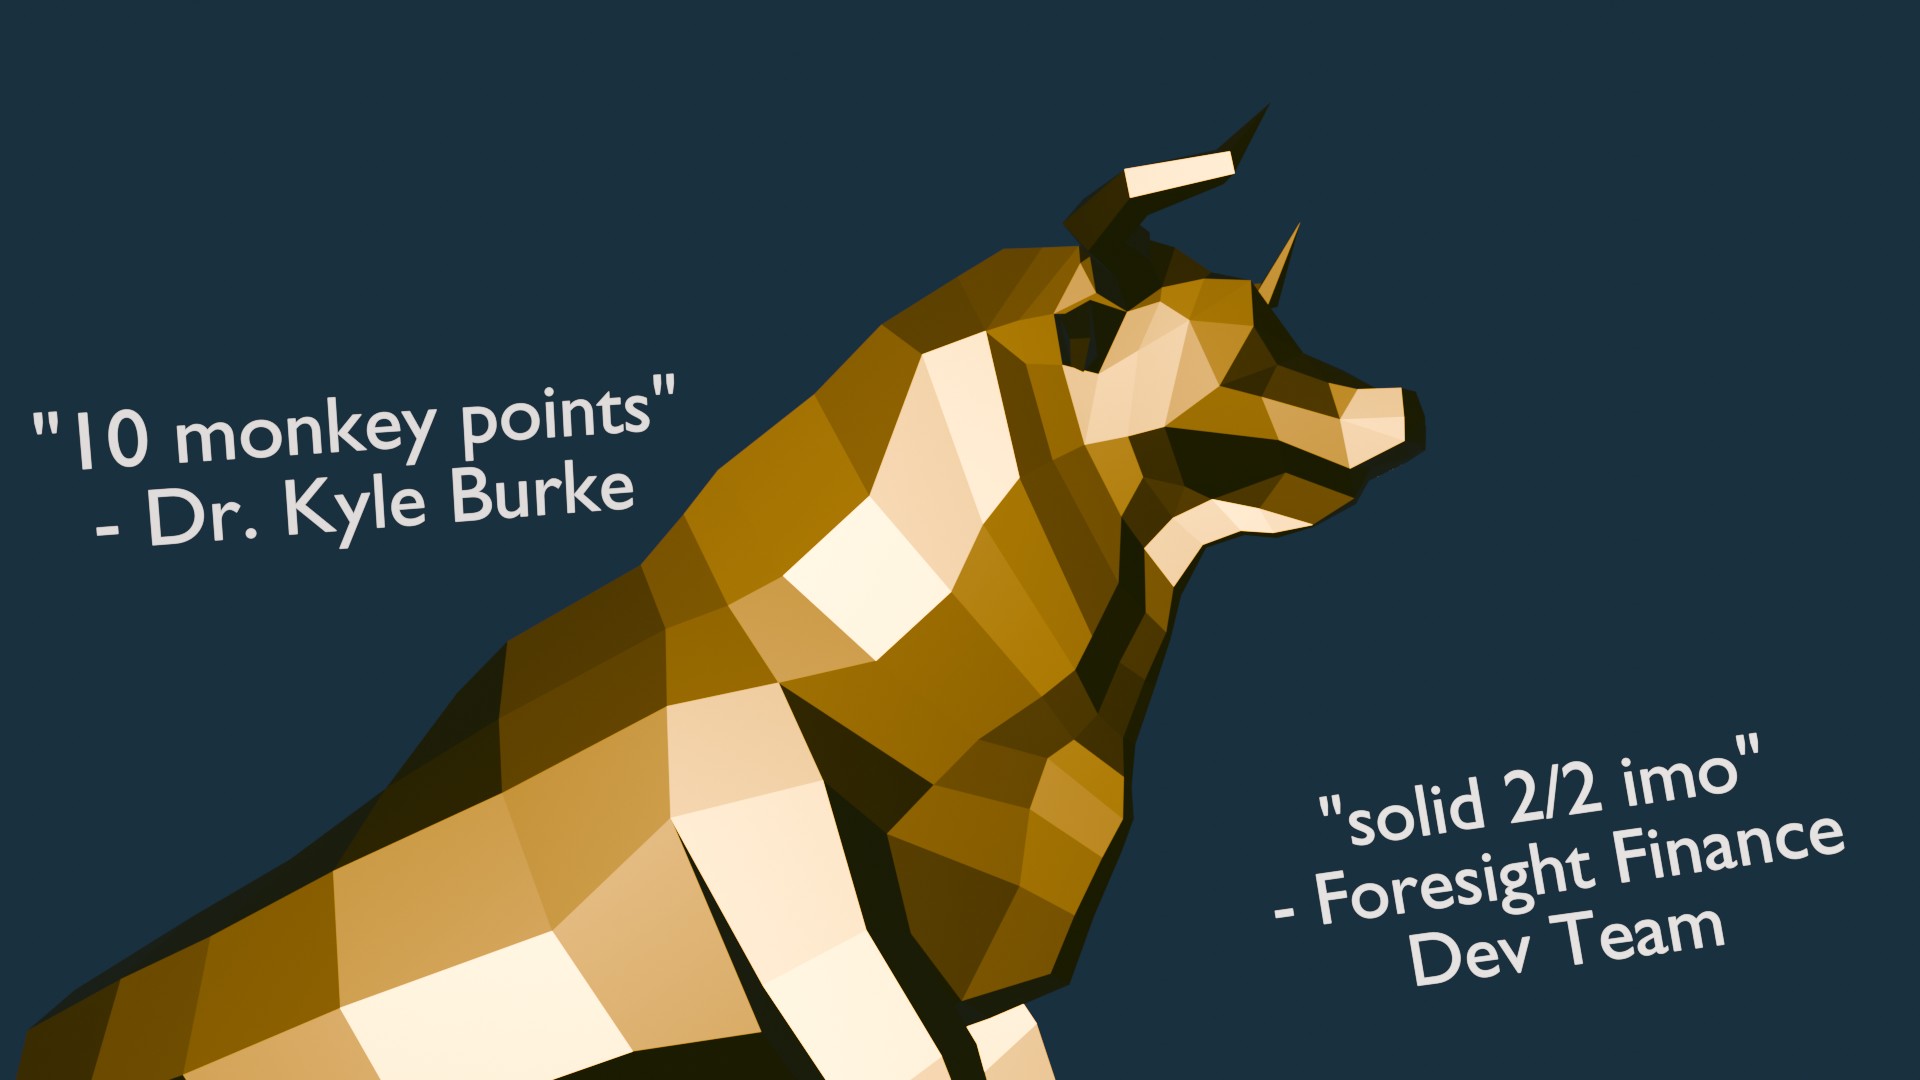 "10 monkey points"
- Dr. Kyle Burke
"solid 2/2 imo"
- Foresight Finance
Dev Team